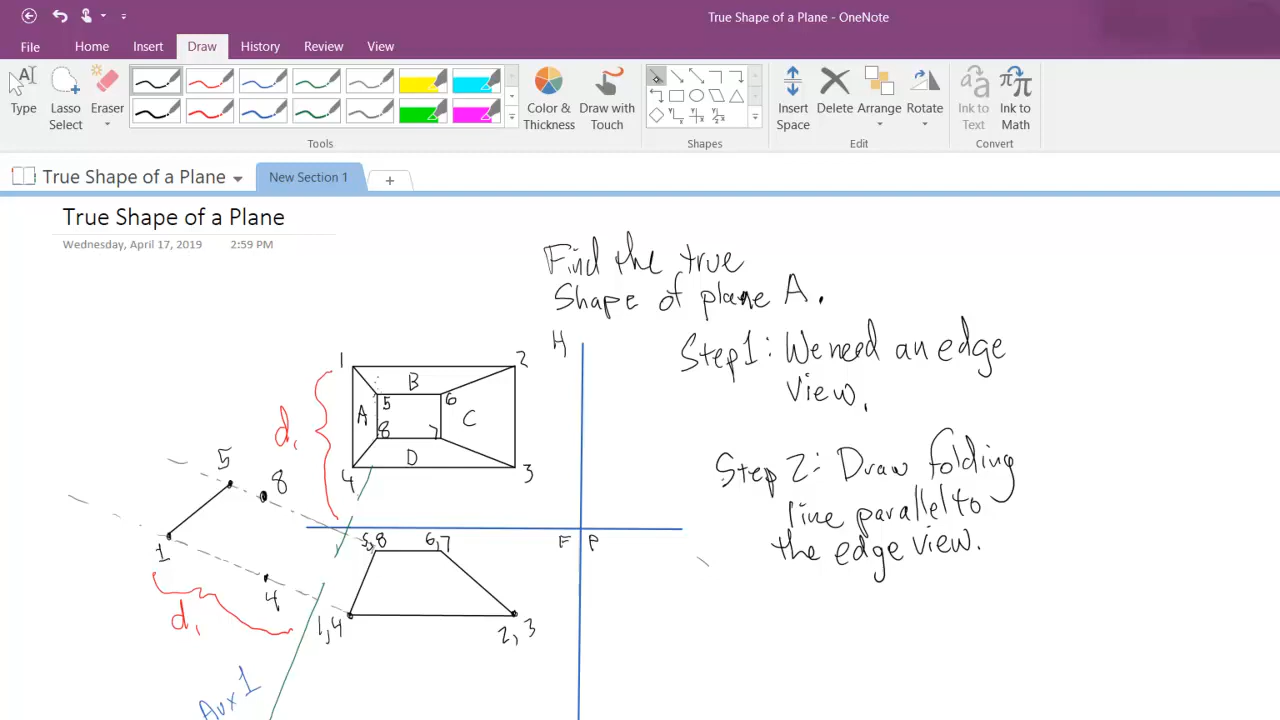 True Shape of a Plane - OneNote
File Home Insert Draw History Review View
Type Lasso Select Eraser Color & Thickness Draw with Touch Insert Space Delete Arrange Rotate Ink to Text Ink to Math
Tools Shapes Edit Convert
True Shape of a Plane New Section 1 +
True Shape of a Plane
Wednesday, April 17, 2019 2:59 PM
Find the true
Shape of plane A.
Step1: We need an edge
view.
Step 2: Draw folding
line parallel to
the edge view.
H
1 2
B
A 5 6 C
8 7
D
4 3
d1
5 8
1
4
d1
5,8 6,7 F P
1,4 2,3
Aux 1